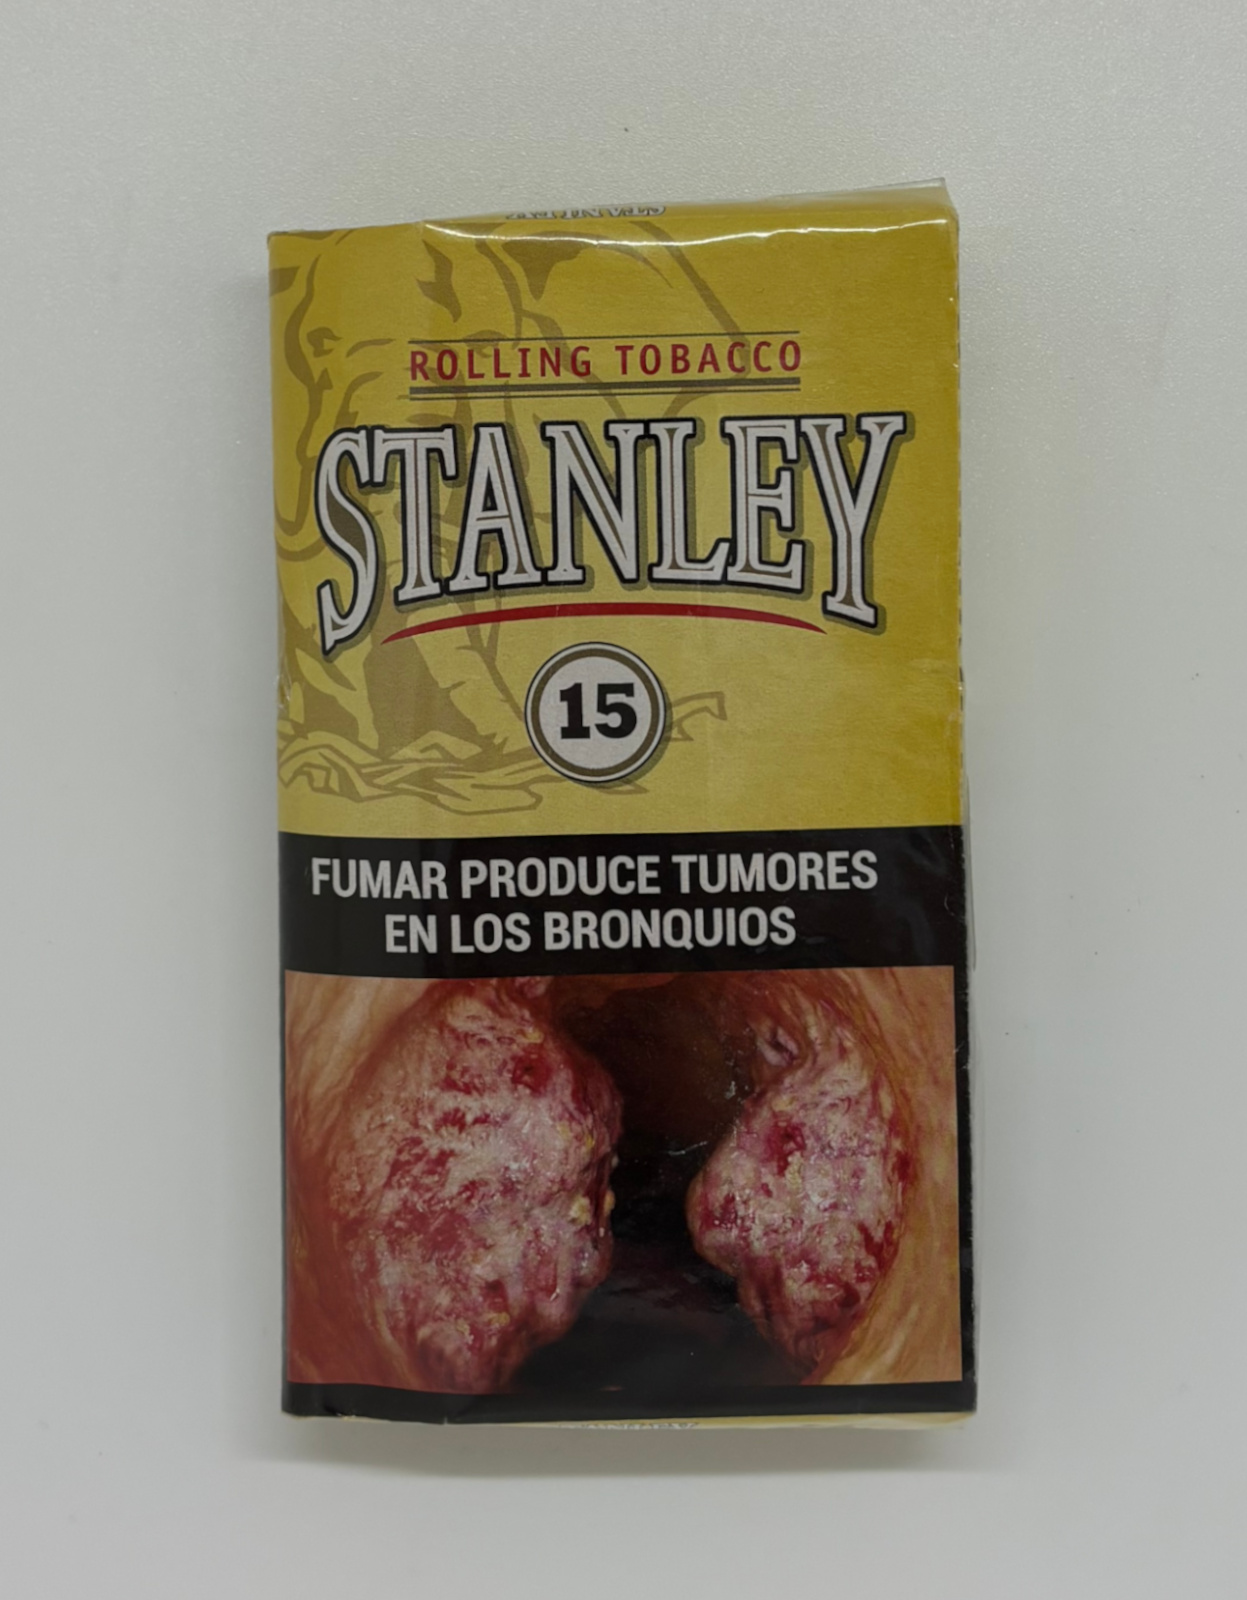 ROLLING TOBACCO
STANLEY
15
FUMAR PRODUCE TUMORES
EN LOS BRONQUIOS